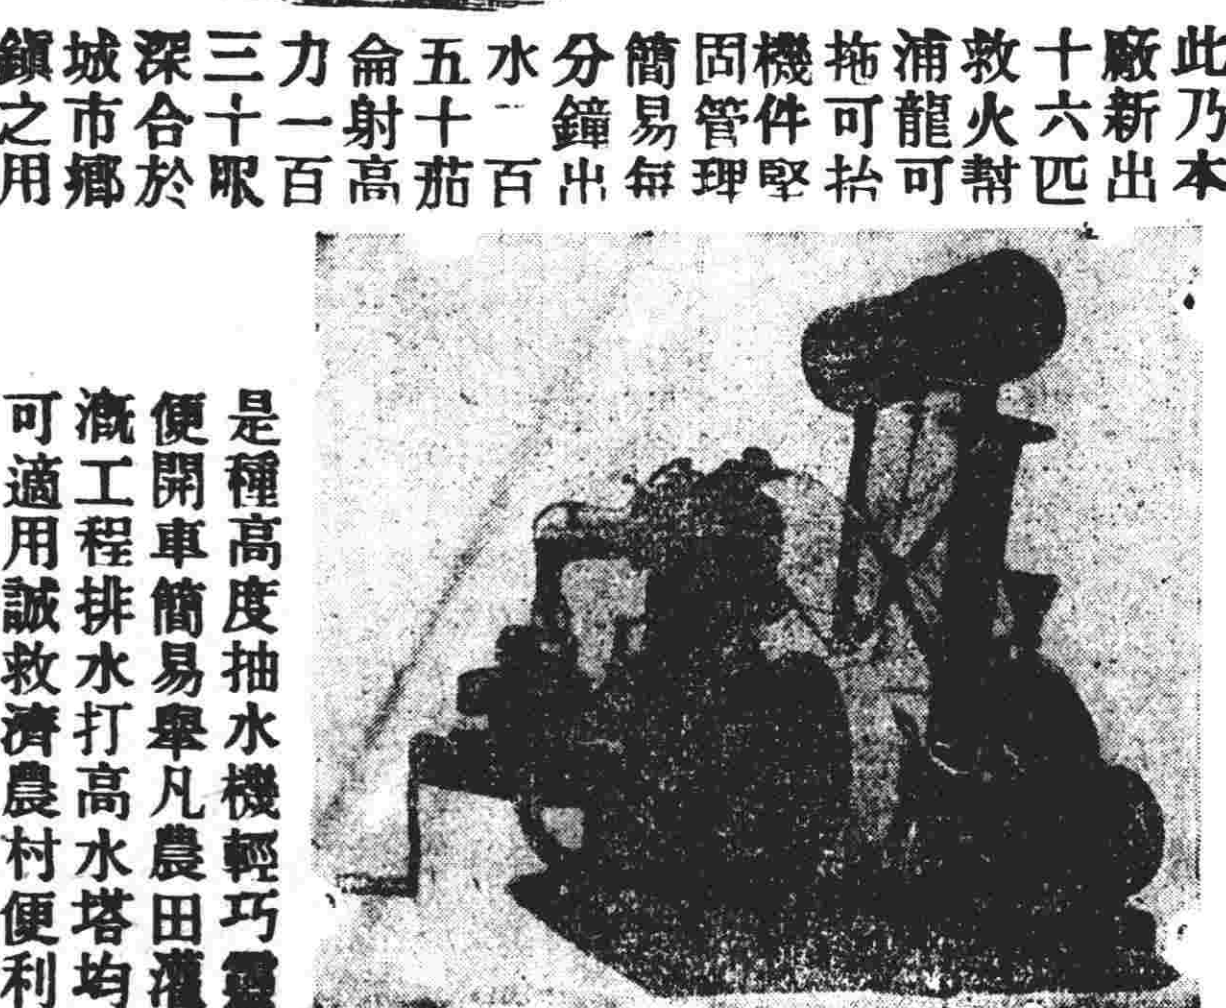 此乃本
廠新出
十六匹
救火幇
浦龍可
拖可抬
機件堅
固管理
簡易每
分鐘出
水一百
五十茄
侖射高
力一百
三十呎
深合於
城市鄉
鎮之用
是種高度抽水機輕巧靈
便開車簡易舉凡農田灌
漑工程排水打高水塔均
可適用誠救濟農村便利